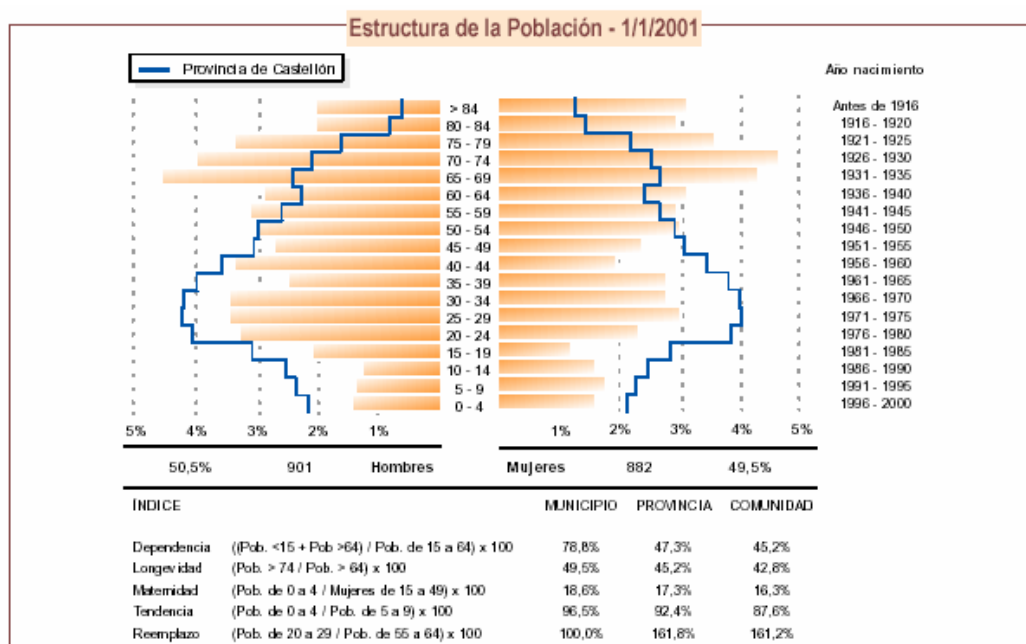 Estructura de la Población - 1/1/2001
Provincia de Castellón
Año nacimiento
> 84 Antes de 1916
80 - 84 1916 - 1920
75 - 79 1921 - 1925
70 - 74 1926 - 1930
65 - 69 1931 - 1935
60 - 64 1936 - 1940
55 - 59 1941 - 1945
50 - 54 1946 - 1950
45 - 49 1951 - 1955
40 - 44 1956 - 1960
35 - 39 1961 - 1965
30 - 34 1966 - 1970
25 - 29 1971 - 1975
20 - 24 1976 - 1980
15 - 19 1981 - 1985
10 - 14 1986 - 1990
5 - 9 1991 - 1995
0 - 4 1996 - 2000
5% 4% 3% 2% 1% 1% 2% 3% 4% 5%
50,5% 901 Hombres Mujeres 882 49,5%
ÍNDICE MUNICIPIO PROVINCIA COMUNIDAD
Dependencia ((Pob. <15 + Pob >64) / Pob. de 15 a 64) x 100 78,8% 47,3% 45,2%
Longevidad (Pob. > 74 / Pob. > 64) x 100 49,5% 45,2% 42,8%
Maternidad (Pob. de 0 a 4 / Mujeres de 15 a 49) x 100 18,6% 17,3% 16,3%
Tendencia (Pob. de 0 a 4 / Pob. de 5 a 9) x 100 96,5% 92,4% 87,6%
Reemplazo (Pob. de 20 a 29 / Pob. de 55 a 64) x 100 100,0% 161,8% 161,2%